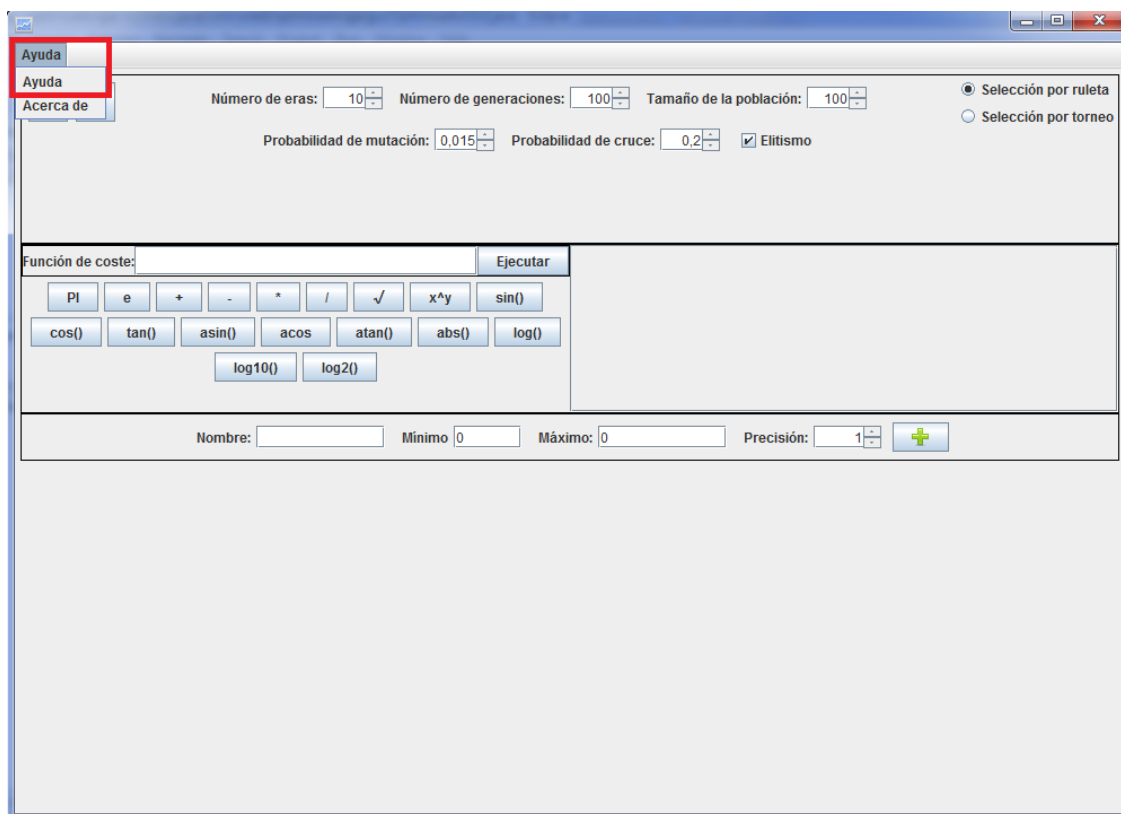 Ayuda
Ayuda
Acerca de
Número de eras: 10 Número de generaciones: 100 Tamaño de la población: 100
Selección por ruleta
Selección por torneo
Probabilidad de mutación: 0,015 Probabilidad de cruce: 0,2 Elitismo
Función de coste: Ejecutar
PI e + - * / √ x^y sin()
cos() tan() asin() acos atan() abs() log()
log10() log2()
Nombre: Mínimo 0 Máximo: 0 Precisión: 1